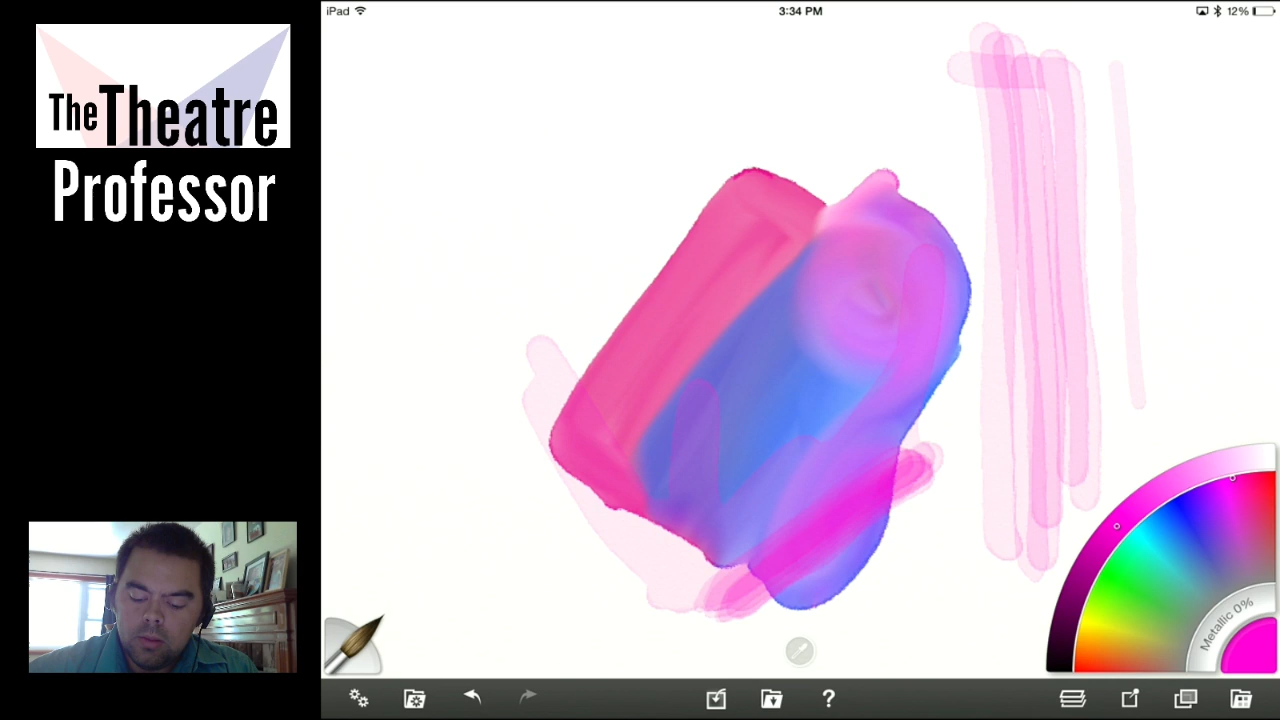 The Theatre
Professor
iPad
3:34 PM
12%
Metallic 0%
?